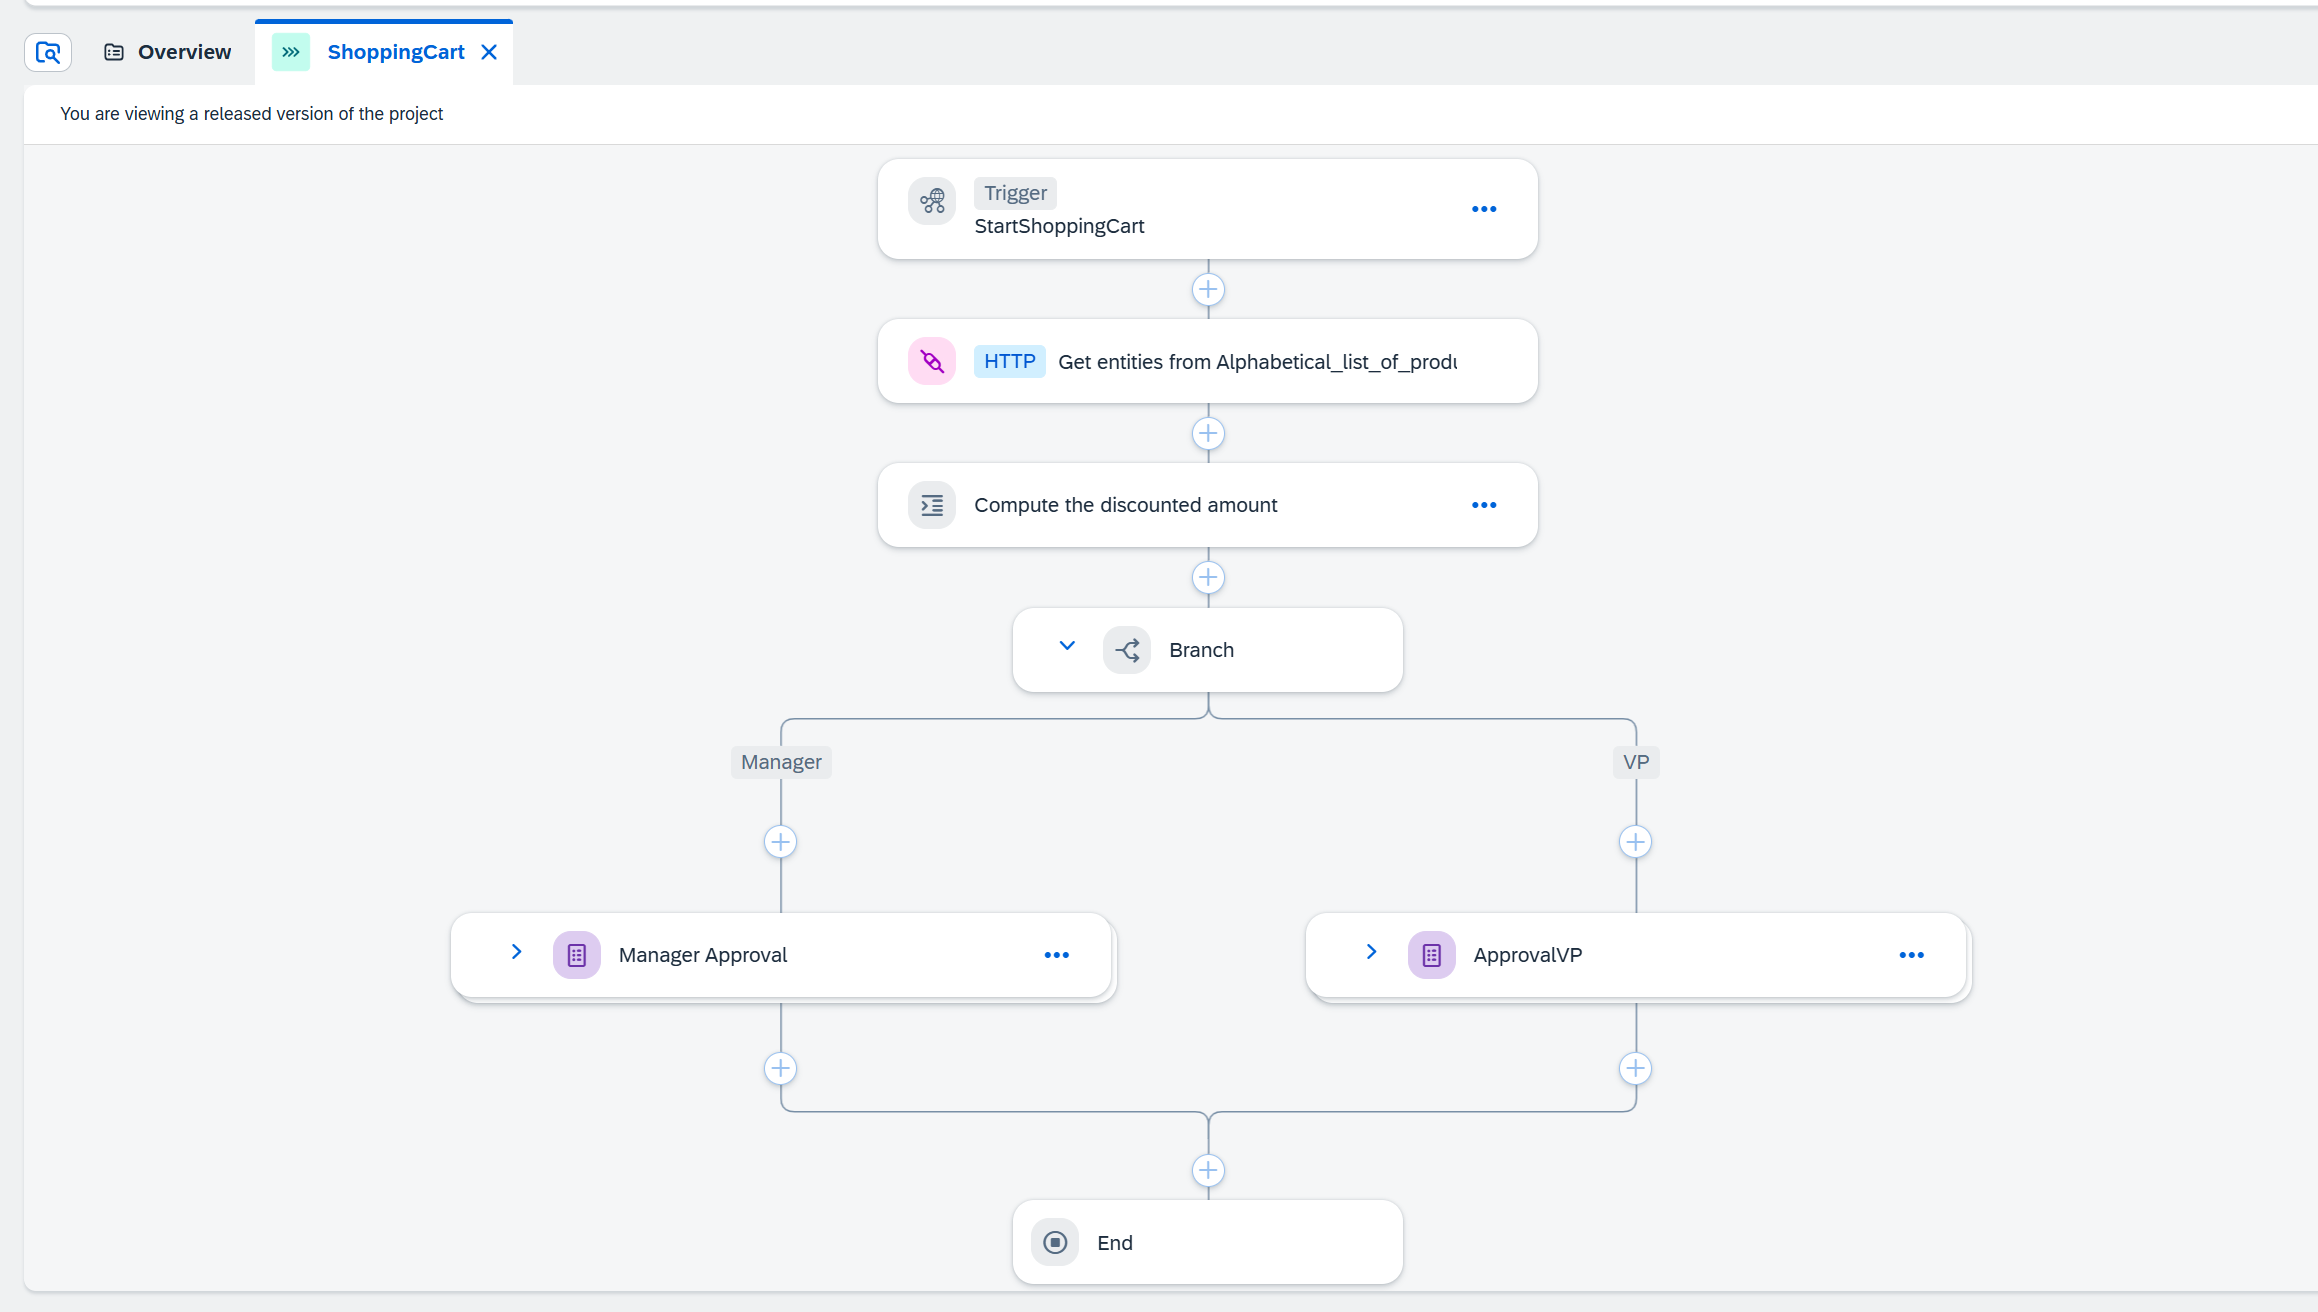 Overview
ShoppingCart
You are viewing a released version of the project
Trigger
StartShoppingCart
HTTP Get entities from Alphabetical_list_of_produ
Compute the discounted amount
Branch
Manager VP
Manager Approval ApprovalVP
End